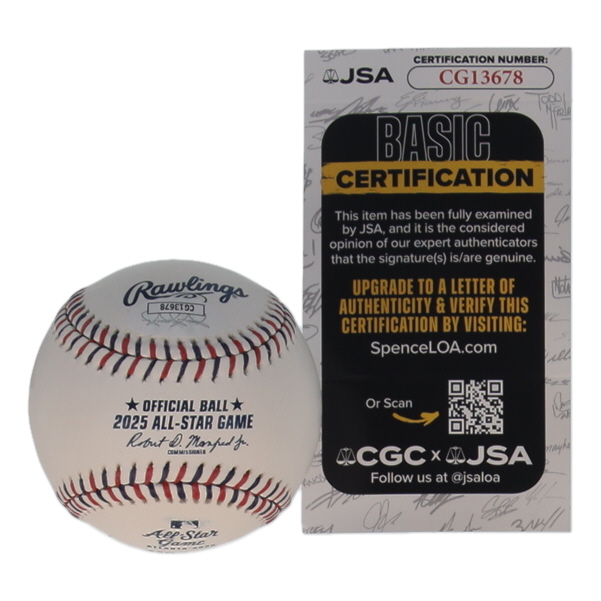 Rawlings
CG13678
★ OFFICIAL BALL ★
2025 ALL-STAR GAME
Robert D. Manfred Jr.
COMMISSIONER
All-Star
Game
JSA
CERTIFICATION NUMBER:
CG13678
BASIC
CERTIFICATION
This item has been fully examined
by JSA, and it is the considered
opinion of our expert authenticators
that the signature(s) is/are genuine.
UPGRADE TO A LETTER OF
AUTHENTICITY & VERIFY THIS
CERTIFICATION BY VISITING:
SpenceLOA.com
Or Scan
CGC x JSA
Follow us at @jsaloa